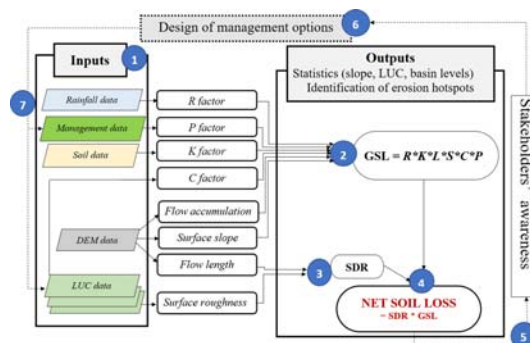 Design of management options
6
Inputs
1
Outputs
Statistics (slope, LUC, basin levels)
Identification of erosion hotspots
7
Rainfall data
R factor
Management data
P factor
Soil data
K factor
C factor
2
GSL = R*K*L*S*C*P
Flow accumulation
DEM data
Surface slope
Flow length
3
SDR
4
LUC data
Surface roughness
NET SOIL LOSS
= SDR * GSL
Stakeholders' awareness
5